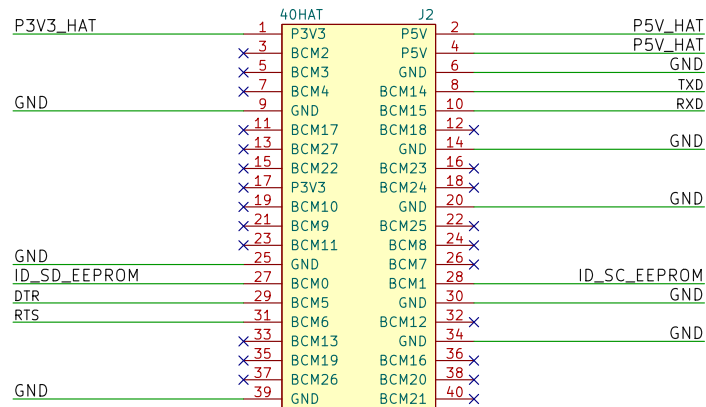 40HAT J2
P3V3_HAT 1 P3V3 P5V 2 P5V_HAT
3 BCM2 P5V 4 P5V_HAT
5 BCM3 GND 6 GND
7 BCM4 BCM14 8 TXD
GND 9 GND BCM15 10 RXD
11 BCM17 BCM18 12
13 BCM27 GND 14 GND
15 BCM22 BCM23 16
17 P3V3 BCM24 18
19 BCM10 GND 20 GND
21 BCM9 BCM25 22
23 BCM11 BCM8 24
GND 25 GND BCM7 26
ID_SD_EEPROM 27 BCM0 BCM1 28 ID_SC_EEPROM
DTR 29 BCM5 GND 30 GND
RTS 31 BCM6 BCM12 32
33 BCM13 GND 34 GND
35 BCM19 BCM16 36
37 BCM26 BCM20 38
GND 39 GND BCM21 40